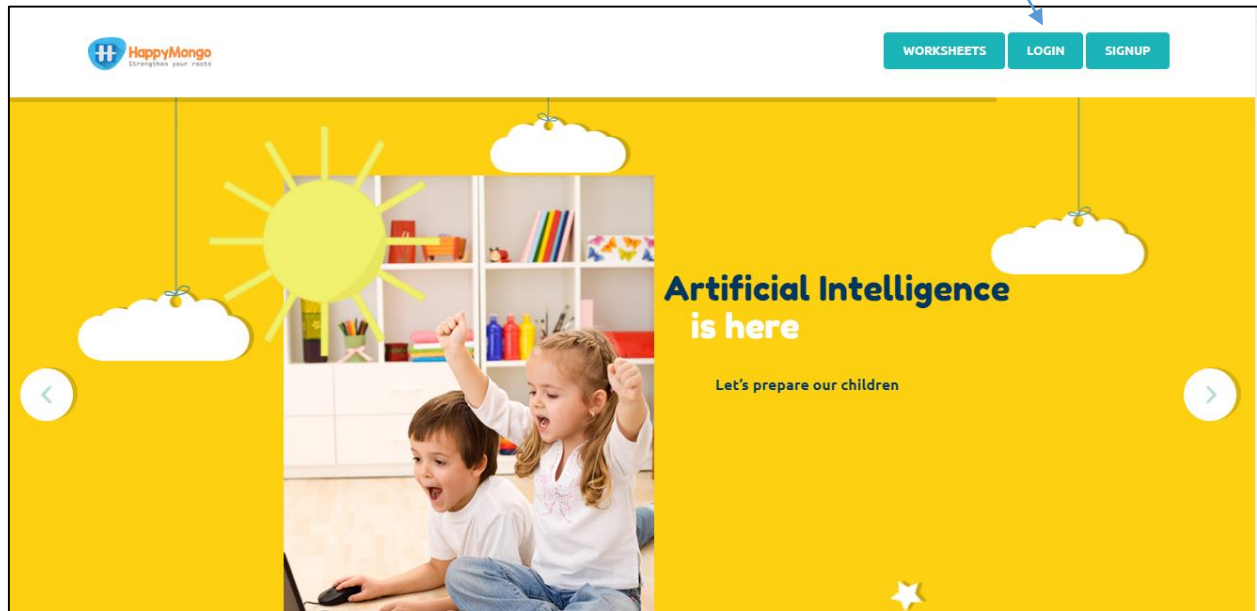 HappyMongo
Strengthen your roots
WORKSHEETS
LOGIN
SIGNUP
Artificial Intelligence
is here
Let's prepare our children